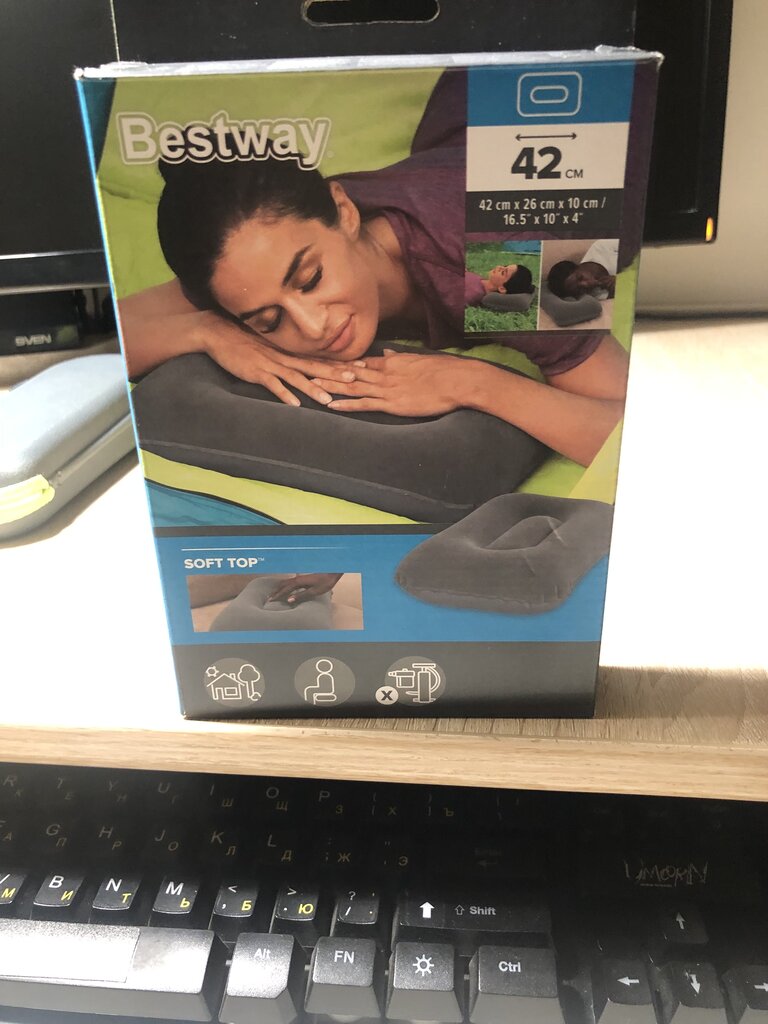 Bestway
42 CM
42 cm x 26 cm x 10 cm /
16.5" x 10" x 4"
SVEN
SOFT TOP™
X
R T Y U I O P
Е Н Г Ш Щ З Х Ъ
G H J K L
А П Р О Л Д Ж Э
B N M < , > . ? /
М И Т Ь Б Ю
Shift
Alt FN Ctrl